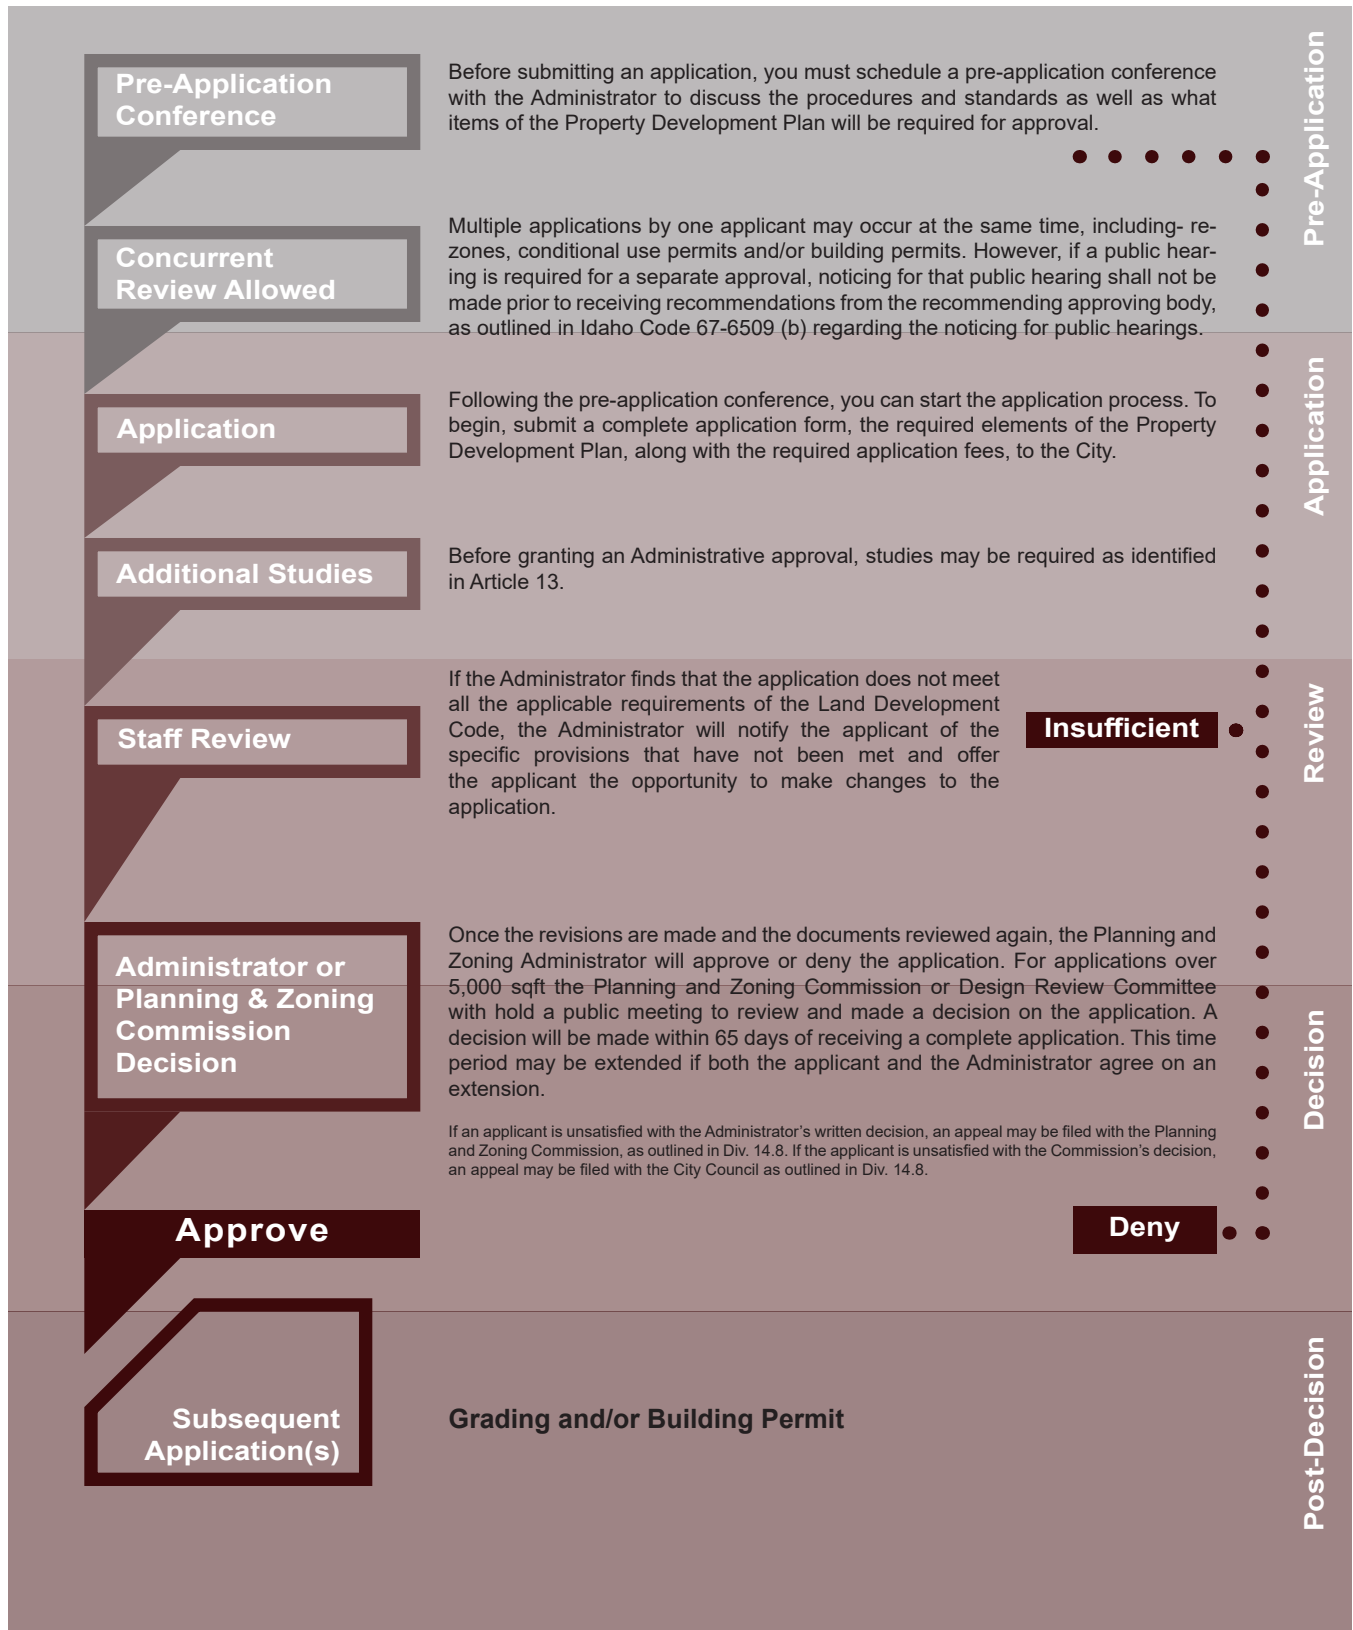 Pre-Application
Conference
Before submitting an application, you must schedule a pre-application conference
with the Administrator to discuss the procedures and standards as well as what
items of the Property Development Plan will be required for approval.
Pre-Application
Concurrent
Review Allowed
Multiple applications by one applicant may occur at the same time, including- re-
zones, conditional use permits and/or building permits. However, if a public hear-
ing is required for a separate approval, noticing for that public hearing shall not be
made prior to receiving recommendations from the recommending approving body,
as outlined in Idaho Code 67-6509 (b) regarding the noticing for public hearings.
Application
Following the pre-application conference, you can start the application process. To
begin, submit a complete application form, the required elements of the Property
Development Plan, along with the required application fees, to the City.
Application
Additional Studies
Before granting an Administrative approval, studies may be required as identified
in Article 13.
Staff Review
If the Administrator finds that the application does not meet
all the applicable requirements of the Land Development
Code, the Administrator will notify the applicant of the
specific provisions that have not been met and offer
the applicant the opportunity to make changes to the
application.
Insufficient
Review
Administrator or
Planning & Zoning
Commission
Decision
Once the revisions are made and the documents reviewed again, the Planning and
Zoning Administrator will approve or deny the application. For applications over
5,000 sqft the Planning and Zoning Commission or Design Review Committee
with hold a public meeting to review and made a decision on the application. A
decision will be made within 65 days of receiving a complete application. This time
period may be extended if both the applicant and the Administrator agree on an
extension.
If an applicant is unsatisfied with the Administrator's written decision, an appeal may be filed with the Planning
and Zoning Commission, as outlined in Div. 14.8. If the applicant is unsatisfied with the Commission's decision,
an appeal may be filed with the City Council as outlined in Div. 14.8.
Decision
Approve
Deny
Subsequent
Application(s)
Grading and/or Building Permit
Post-Decision